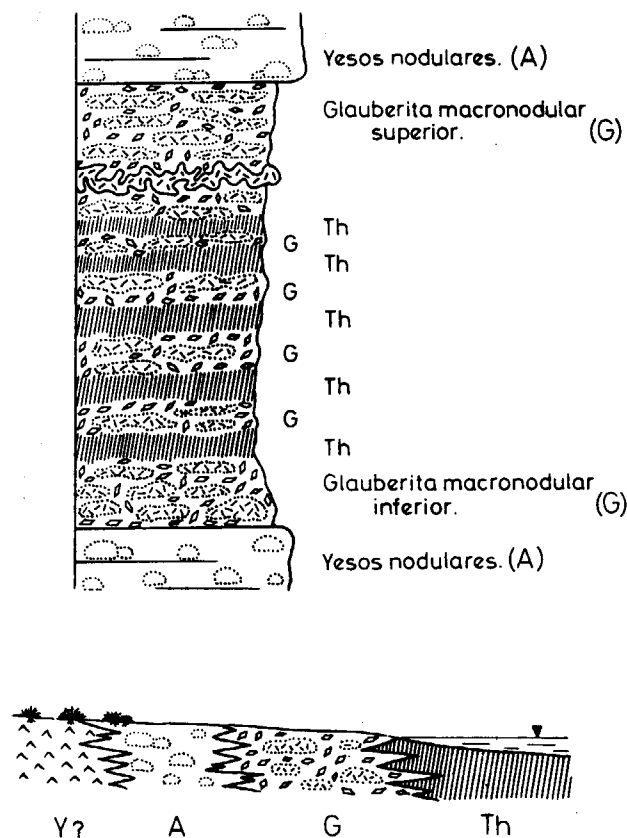 Yesos nodulares. (A)
Glauberita macronodular
superior. (G)
Th
G
Th
G
Th
G
Th
G
Th
Glauberita macronodular
inferior. (G)
Yesos nodulares. (A)
Y? A G Th